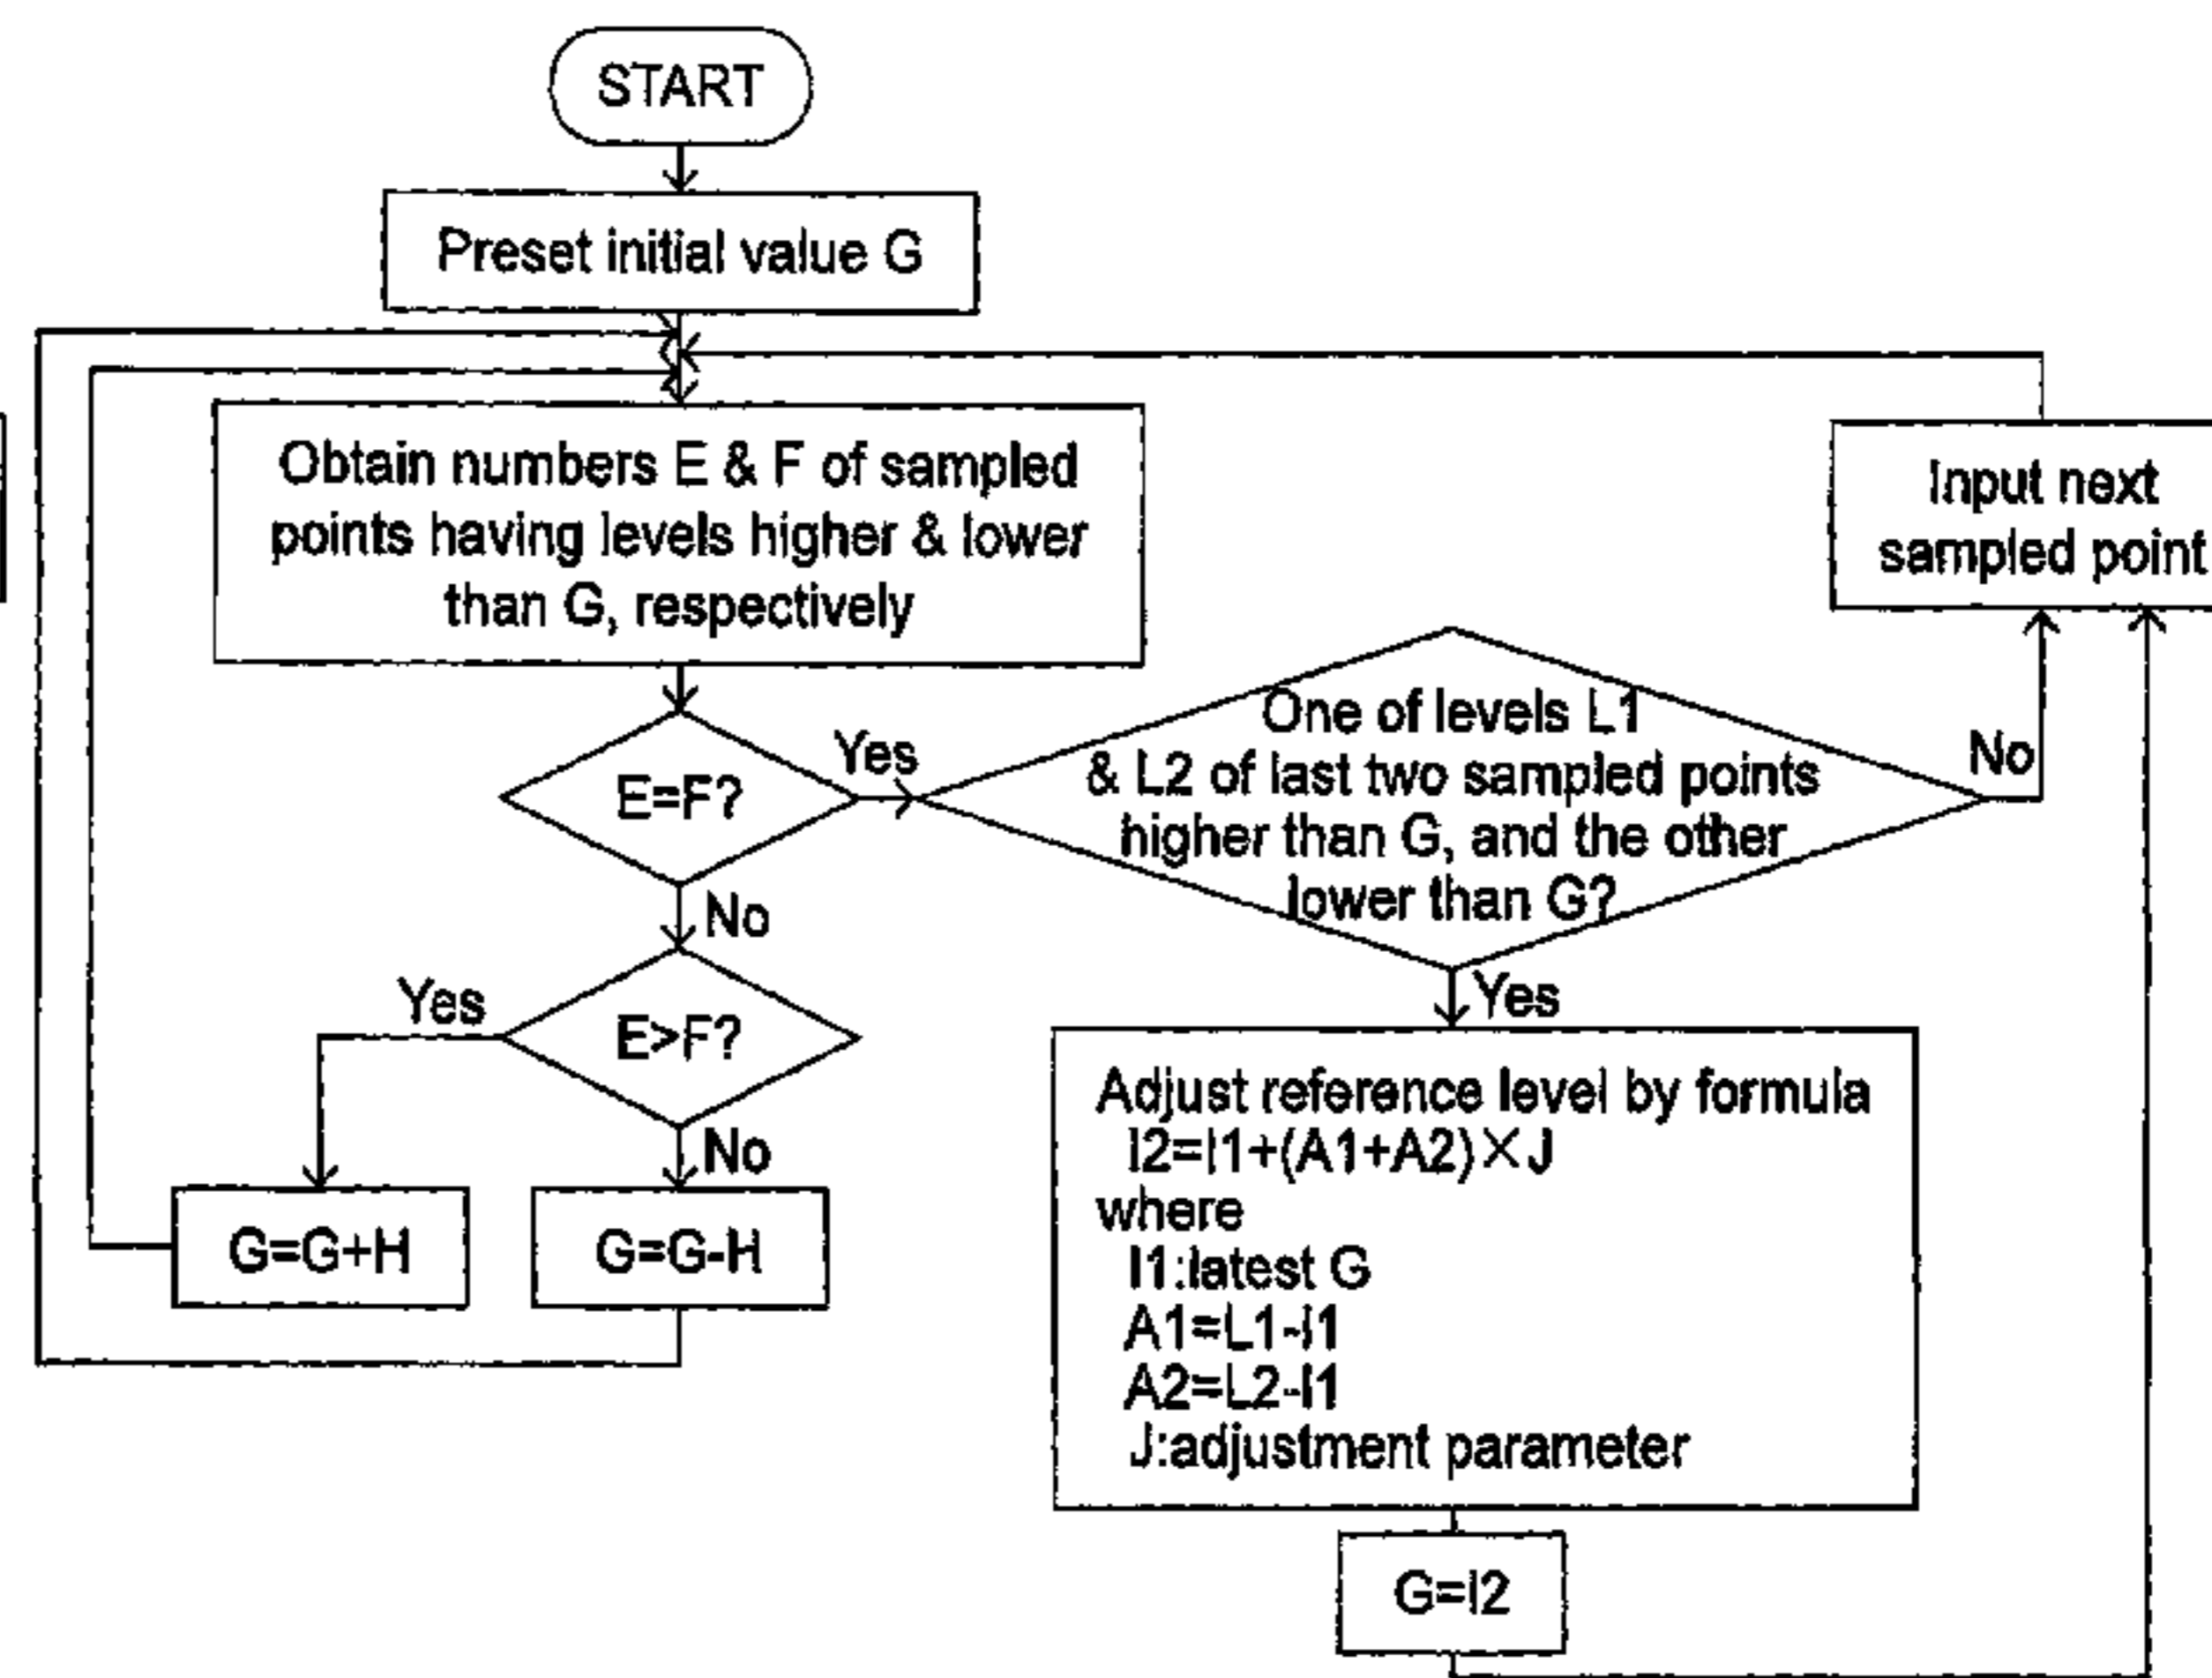 START
Preset initial value G
Obtain numbers E & F of sampled
points having levels higher & lower
than G, respectively
Input next
sampled point
E=F?
Yes
One of levels L1
& L2 of last two sampled points
higher than G, and the other
lower than G?
No
No
Yes
E>F?
Yes
No
G=G+H
G=G-H
Adjust reference level by formula
I2=I1+(A1+A2)×J
where
I1:latest G
A1=L1-I1
A2=L2-I1
J:adjustment parameter
G=I2